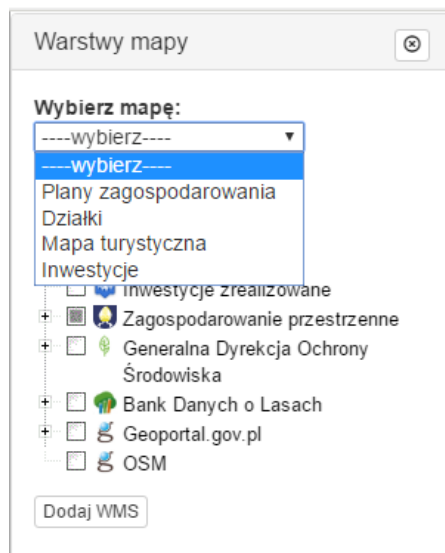 Warstwy mapy
Wybierz mapę:
----wybierz----
----wybierz----
Plany zagospodarowania
Działki
Mapa turystyczna
Inwestycje
Inwestycje zrealizowane
Zagospodarowanie przestrzenne
Generalna Dyrekcja Ochrony
Środowiska
Bank Danych o Lasach
Geoportal.gov.pl
OSM
Dodaj WMS